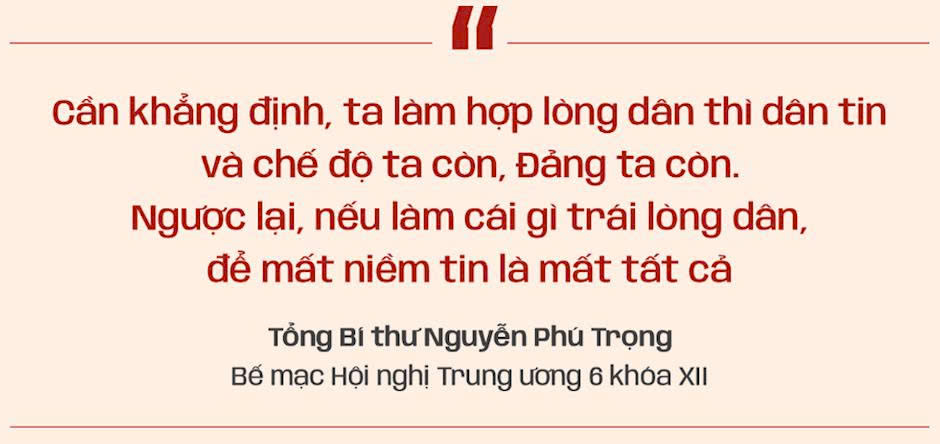 “
Cần khẳng định, ta làm hợp lòng dân thì dân tin
và chế độ ta còn, Đảng ta còn.
Ngược lại, nếu làm cái gì trái lòng dân,
để mất niềm tin là mất tất cả
Tổng Bí thư Nguyễn Phú Trọng
Bế mạc Hội nghị Trung ương 6 khóa XII